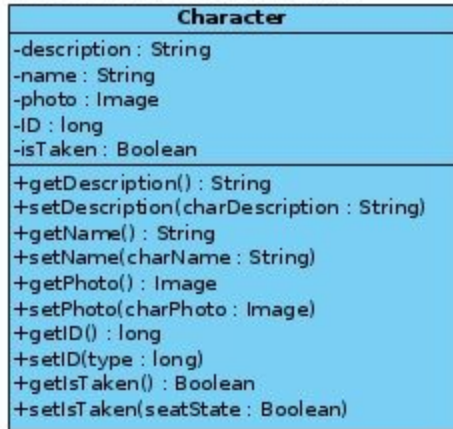 Character
-description : String
-name : String
-photo : Image
-ID : long
-isTaken : Boolean
+getDescription() : String
+setDescription(charDescription : String)
+getName() : String
+setName(charName : String)
+getPhoto() : Image
+setPhoto(charPhoto : Image)
+getID() : long
+setID(type : long)
+getIsTaken() : Boolean
+setIsTaken(seatState : Boolean)